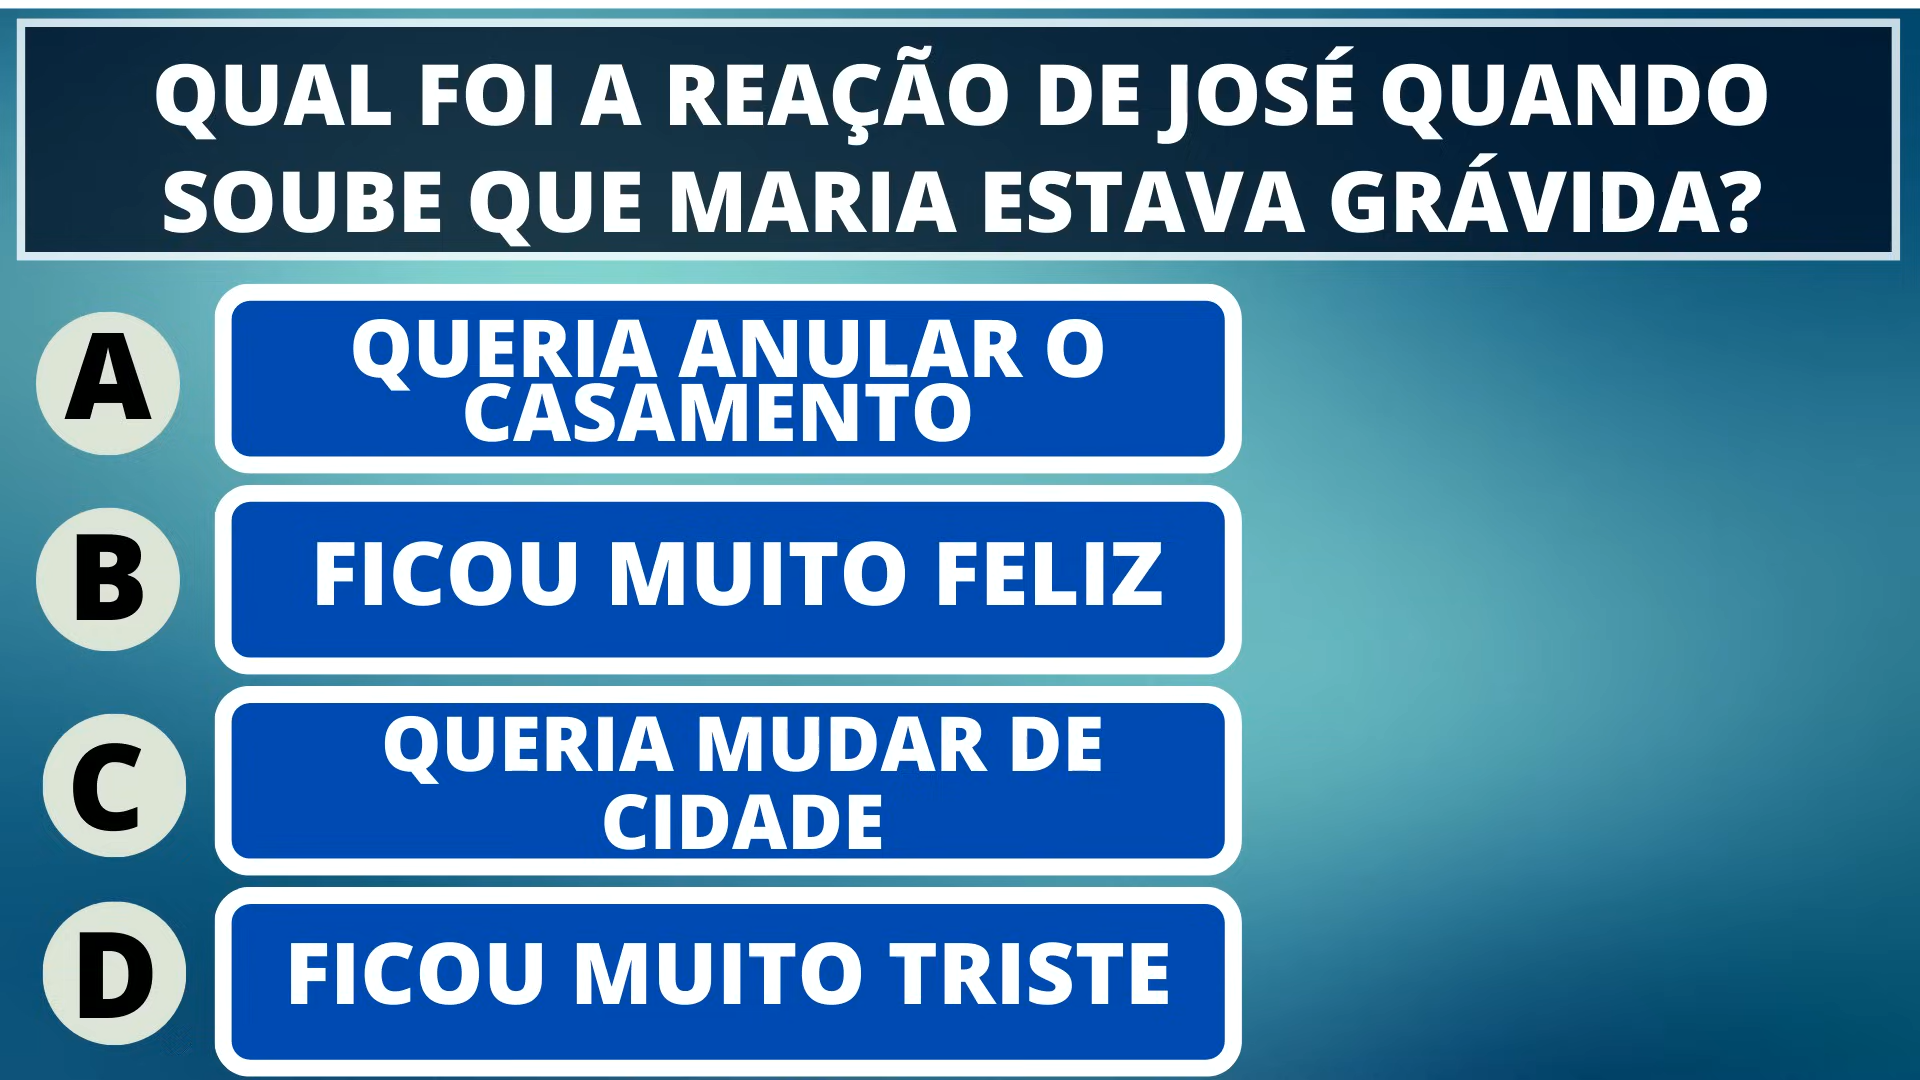 QUAL FOI A REAÇÃO DE JOSÉ QUANDO
SOUBE QUE MARIA ESTAVA GRÁVIDA?
A
QUERIA ANULAR O
CASAMENTO
B
FICOU MUITO FELIZ
C
QUERIA MUDAR DE
CIDADE
D
FICOU MUITO TRISTE